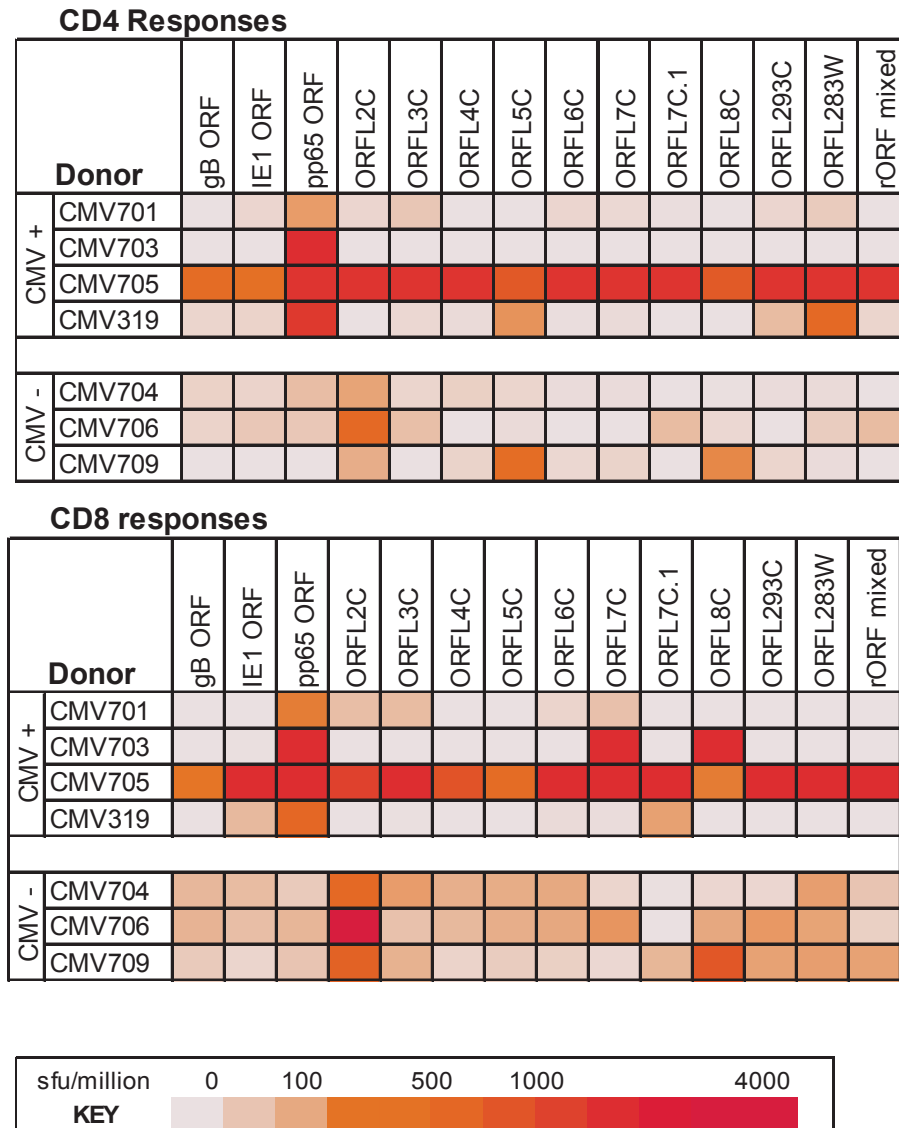 CD4 Responses
Donor gB ORF IE1 ORF pp65 ORF ORFL2C ORFL3C ORFL4C ORFL5C ORFL6C ORFL7C ORFL7C.1 ORFL8C ORFL293C ORFL283W rORF mixed
CMV +
CMV701
CMV703
CMV705
CMV319
CMV -
CMV704
CMV706
CMV709
CD8 responses
Donor gB ORF IE1 ORF pp65 ORF ORFL2C ORFL3C ORFL4C ORFL5C ORFL6C ORFL7C ORFL7C.1 ORFL8C ORFL293C ORFL283W rORF mixed
CMV +
CMV701
CMV703
CMV705
CMV319
CMV -
CMV704
CMV706
CMV709
sfu/million 0 100 500 1000 4000
KEY